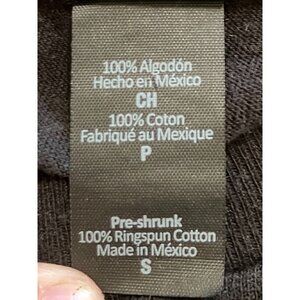 100% Algodón
Hecho en México
CH
100% Coton
Fabriqué au Mexique
P
Pre-shrunk
100% Ringspun Cotton
Made in México
S